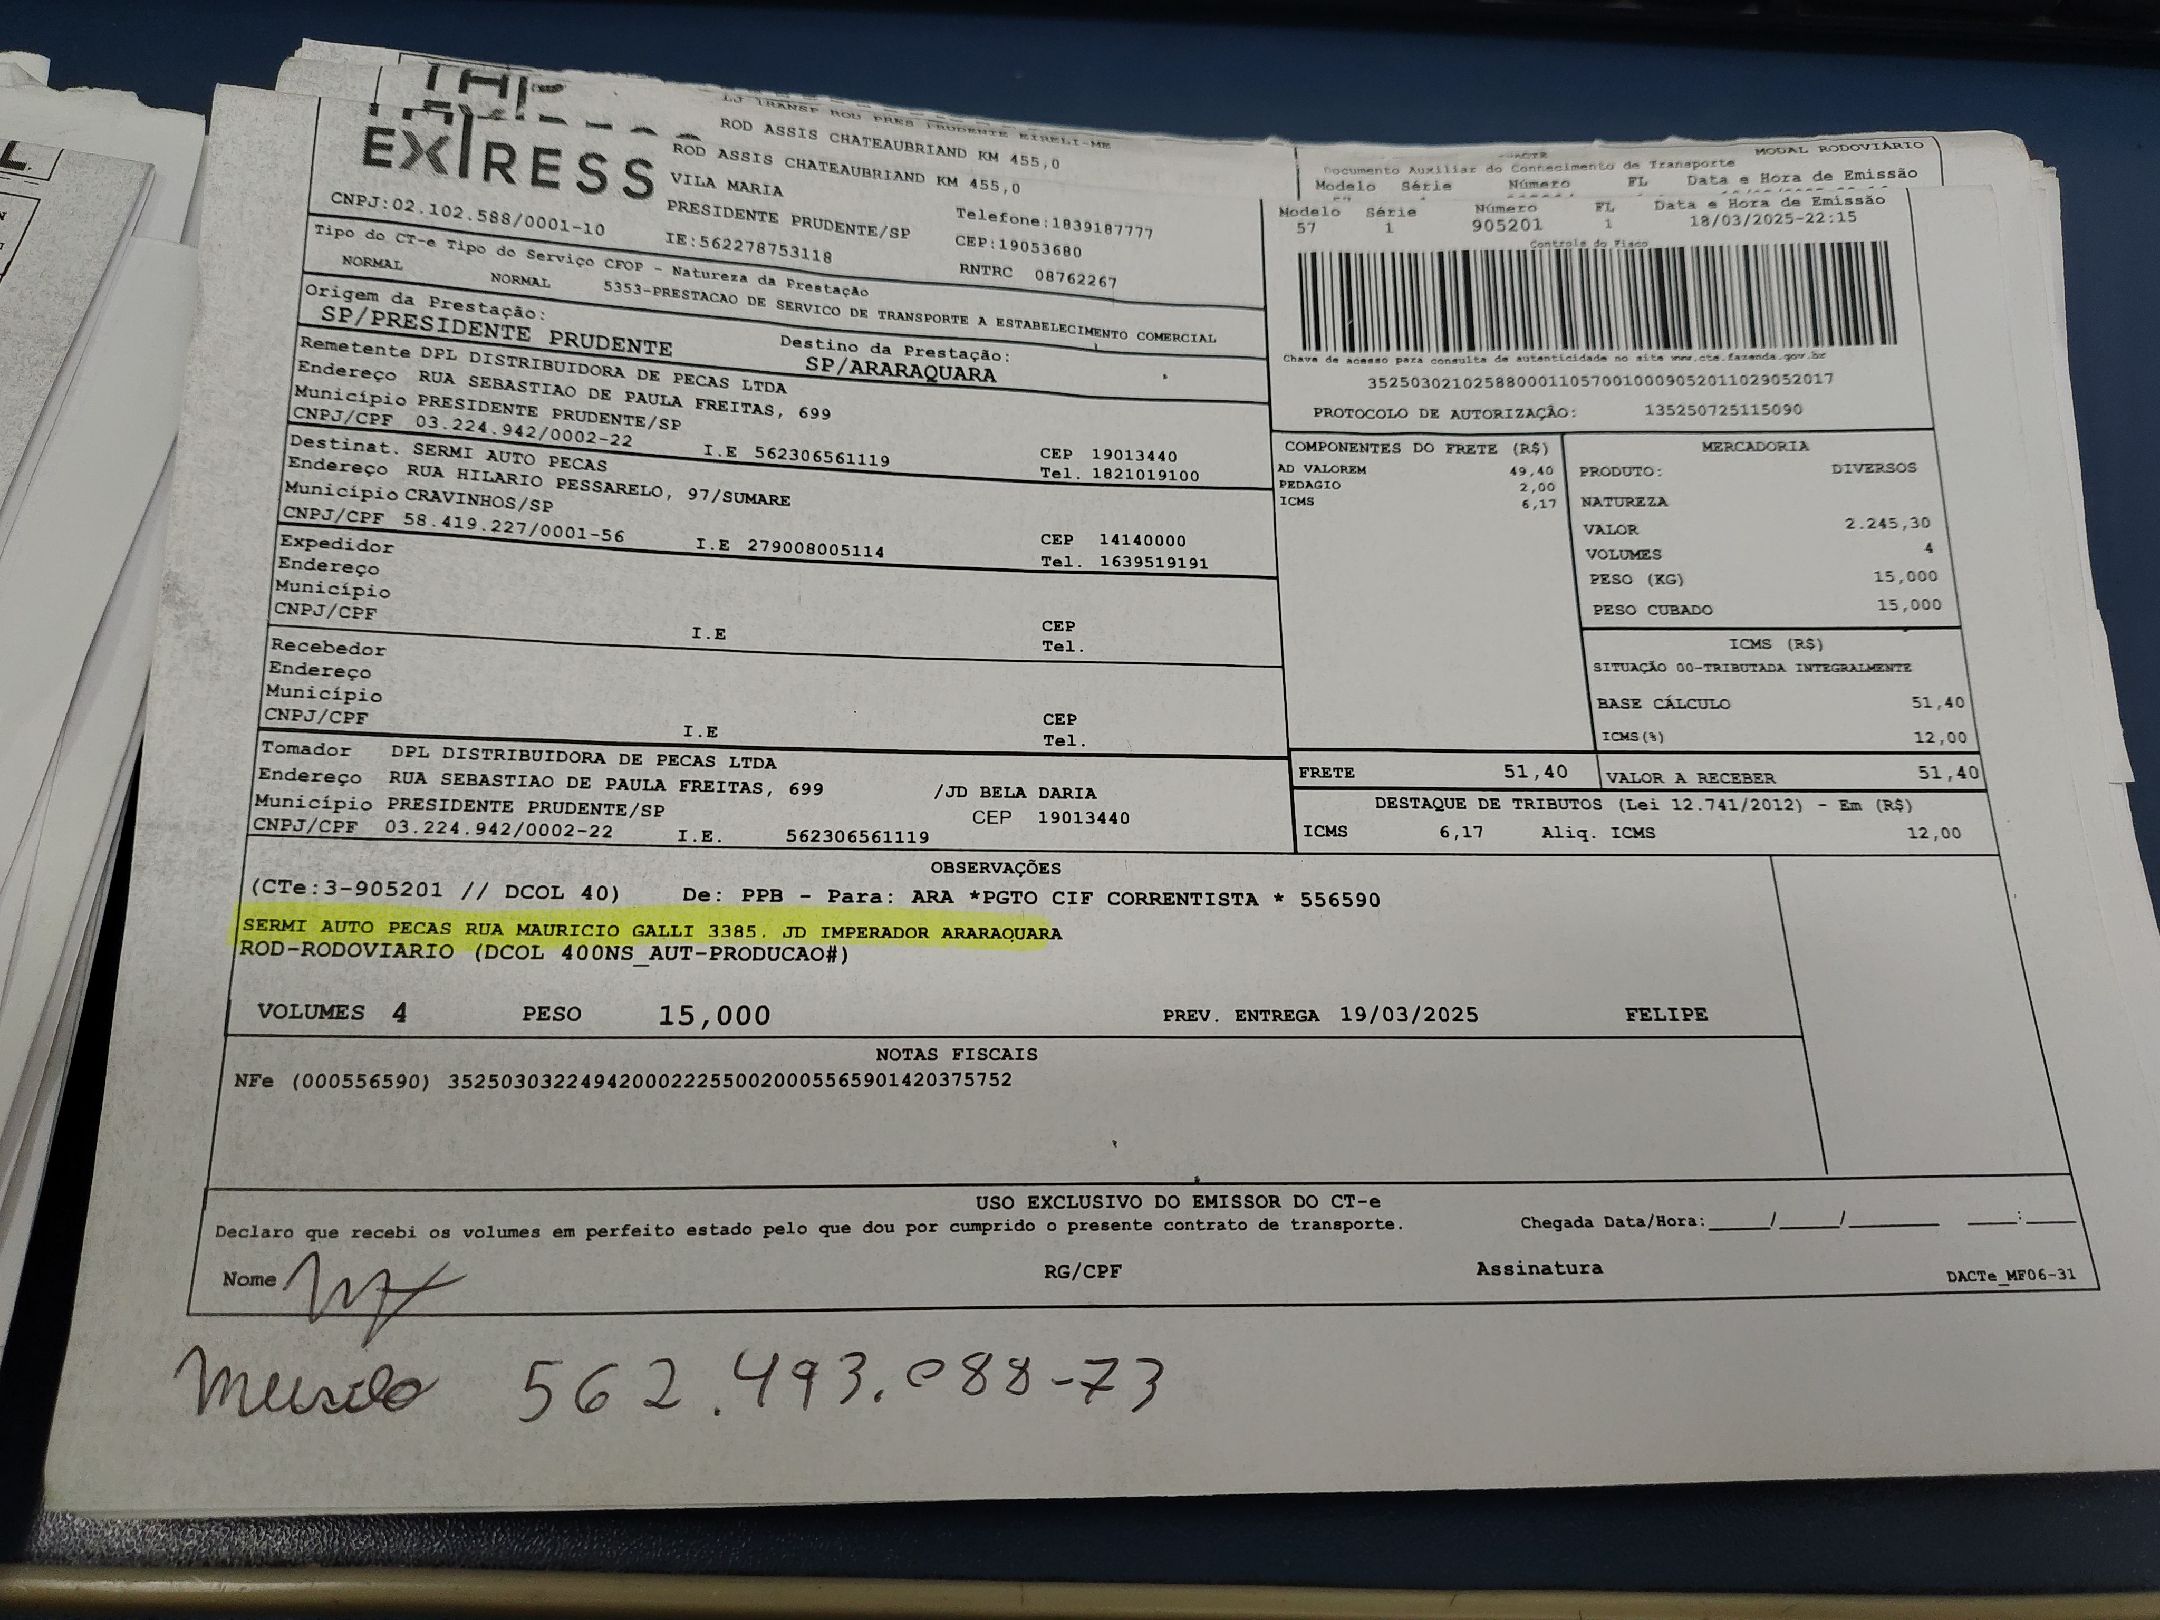 EXPRESS
LJ TRANSP ROD PRES PRUDENTE EIRELI-ME
ROD ASSIS CHATEAUBRIAND KM 455,0
ROD ASSIS CHATEAUBRIAND KM 455,0
VILA MARIA
PRESIDENTE PRUDENTE/SP Telefone:1839187777
CNPJ:02.102.588/0001-10 IE:562278753118 CEP:19053680
RNTRC 08762267
MODAL RODOVIÁRIO
Documento Auxiliar do Conhecimento de Transporte
Modelo Série Número FL Data e Hora de Emissão
Modelo Série Número FL Data e Hora de Emissão
57 1 905201 1 18/03/2025-22:15
Controle do Fisco
Chave de acesso para consulta de autenticidade no site www.cte.fazenda.gov.br
35250302102588000110570010009052011029052017
PROTOCOLO DE AUTORIZAÇÃO: 135250725115090
Tipo do CT-e Tipo do Serviço CFOP - Natureza da Prestação
NORMAL NORMAL 5353-PRESTACAO DE SERVICO DE TRANSPORTE A ESTABELECIMENTO COMERCIAL
Origem da Prestação: Destino da Prestação:
SP/PRESIDENTE PRUDENTE SP/ARARAQUARA
Remetente DPL DISTRIBUIDORA DE PECAS LTDA
Endereço RUA SEBASTIAO DE PAULA FREITAS, 699
Município PRESIDENTE PRUDENTE/SP CEP 19013440
CNPJ/CPF 03.224.942/0002-22 I.E 562306561119 Tel. 1821019100
Destinat. SERMI AUTO PECAS
Endereço RUA HILARIO PESSARELO, 97/SUMARE
Município CRAVINHOS/SP CEP 14140000
CNPJ/CPF 58.419.227/0001-56 I.E 279008005114 Tel. 1639519191
Expedidor
Endereço
Município CEP
CNPJ/CPF I.E Tel.
Recebedor
Endereço
Município CEP
CNPJ/CPF I.E Tel.
Tomador DPL DISTRIBUIDORA DE PECAS LTDA
Endereço RUA SEBASTIAO DE PAULA FREITAS, 699 /JD BELA DARIA
Município PRESIDENTE PRUDENTE/SP CEP 19013440
CNPJ/CPF 03.224.942/0002-22 I.E. 562306561119
COMPONENTES DO FRETE (R$)
AD VALOREM 49,40
PEDAGIO 2,00
ICMS 6,17
MERCADORIA
PRODUTO: DIVERSOS
NATUREZA
VALOR 2.245,30
VOLUMES 4
PESO (KG) 15,000
PESO CUBADO 15,000
ICMS (R$)
SITUAÇÃO 00-TRIBUTADA INTEGRALMENTE
BASE CÁLCULO 51,40
ICMS(%) 12,00
FRETE 51,40 VALOR A RECEBER 51,40
DESTAQUE DE TRIBUTOS (Lei 12.741/2012) - Em (R$)
ICMS 6,17 Aliq. ICMS 12,00
OBSERVAÇÕES
(CTe:3-905201 // DCOL 40) De: PPB - Para: ARA *PGTO CIF CORRENTISTA * 556590
SERMI AUTO PECAS RUA MAURICIO GALLI 3385. JD IMPERADOR ARARAQUARA
ROD-RODOVIARIO (DCOL 400NS_AUT-PRODUCAO#)
VOLUMES 4 PESO 15,000 PREV. ENTREGA 19/03/2025 FELIPE
NOTAS FISCAIS
NFe (000556590) 35250303224942000222550020005565901420375752
USO EXCLUSIVO DO EMISSOR DO CT-e
Declaro que recebi os volumes em perfeito estado pelo que dou por cumprido o presente contrato de transporte. Chegada Data/Hora:____/____/______ ____:____
Nome RG/CPF Assinatura DACTe_MF06-31
562.493.088-73